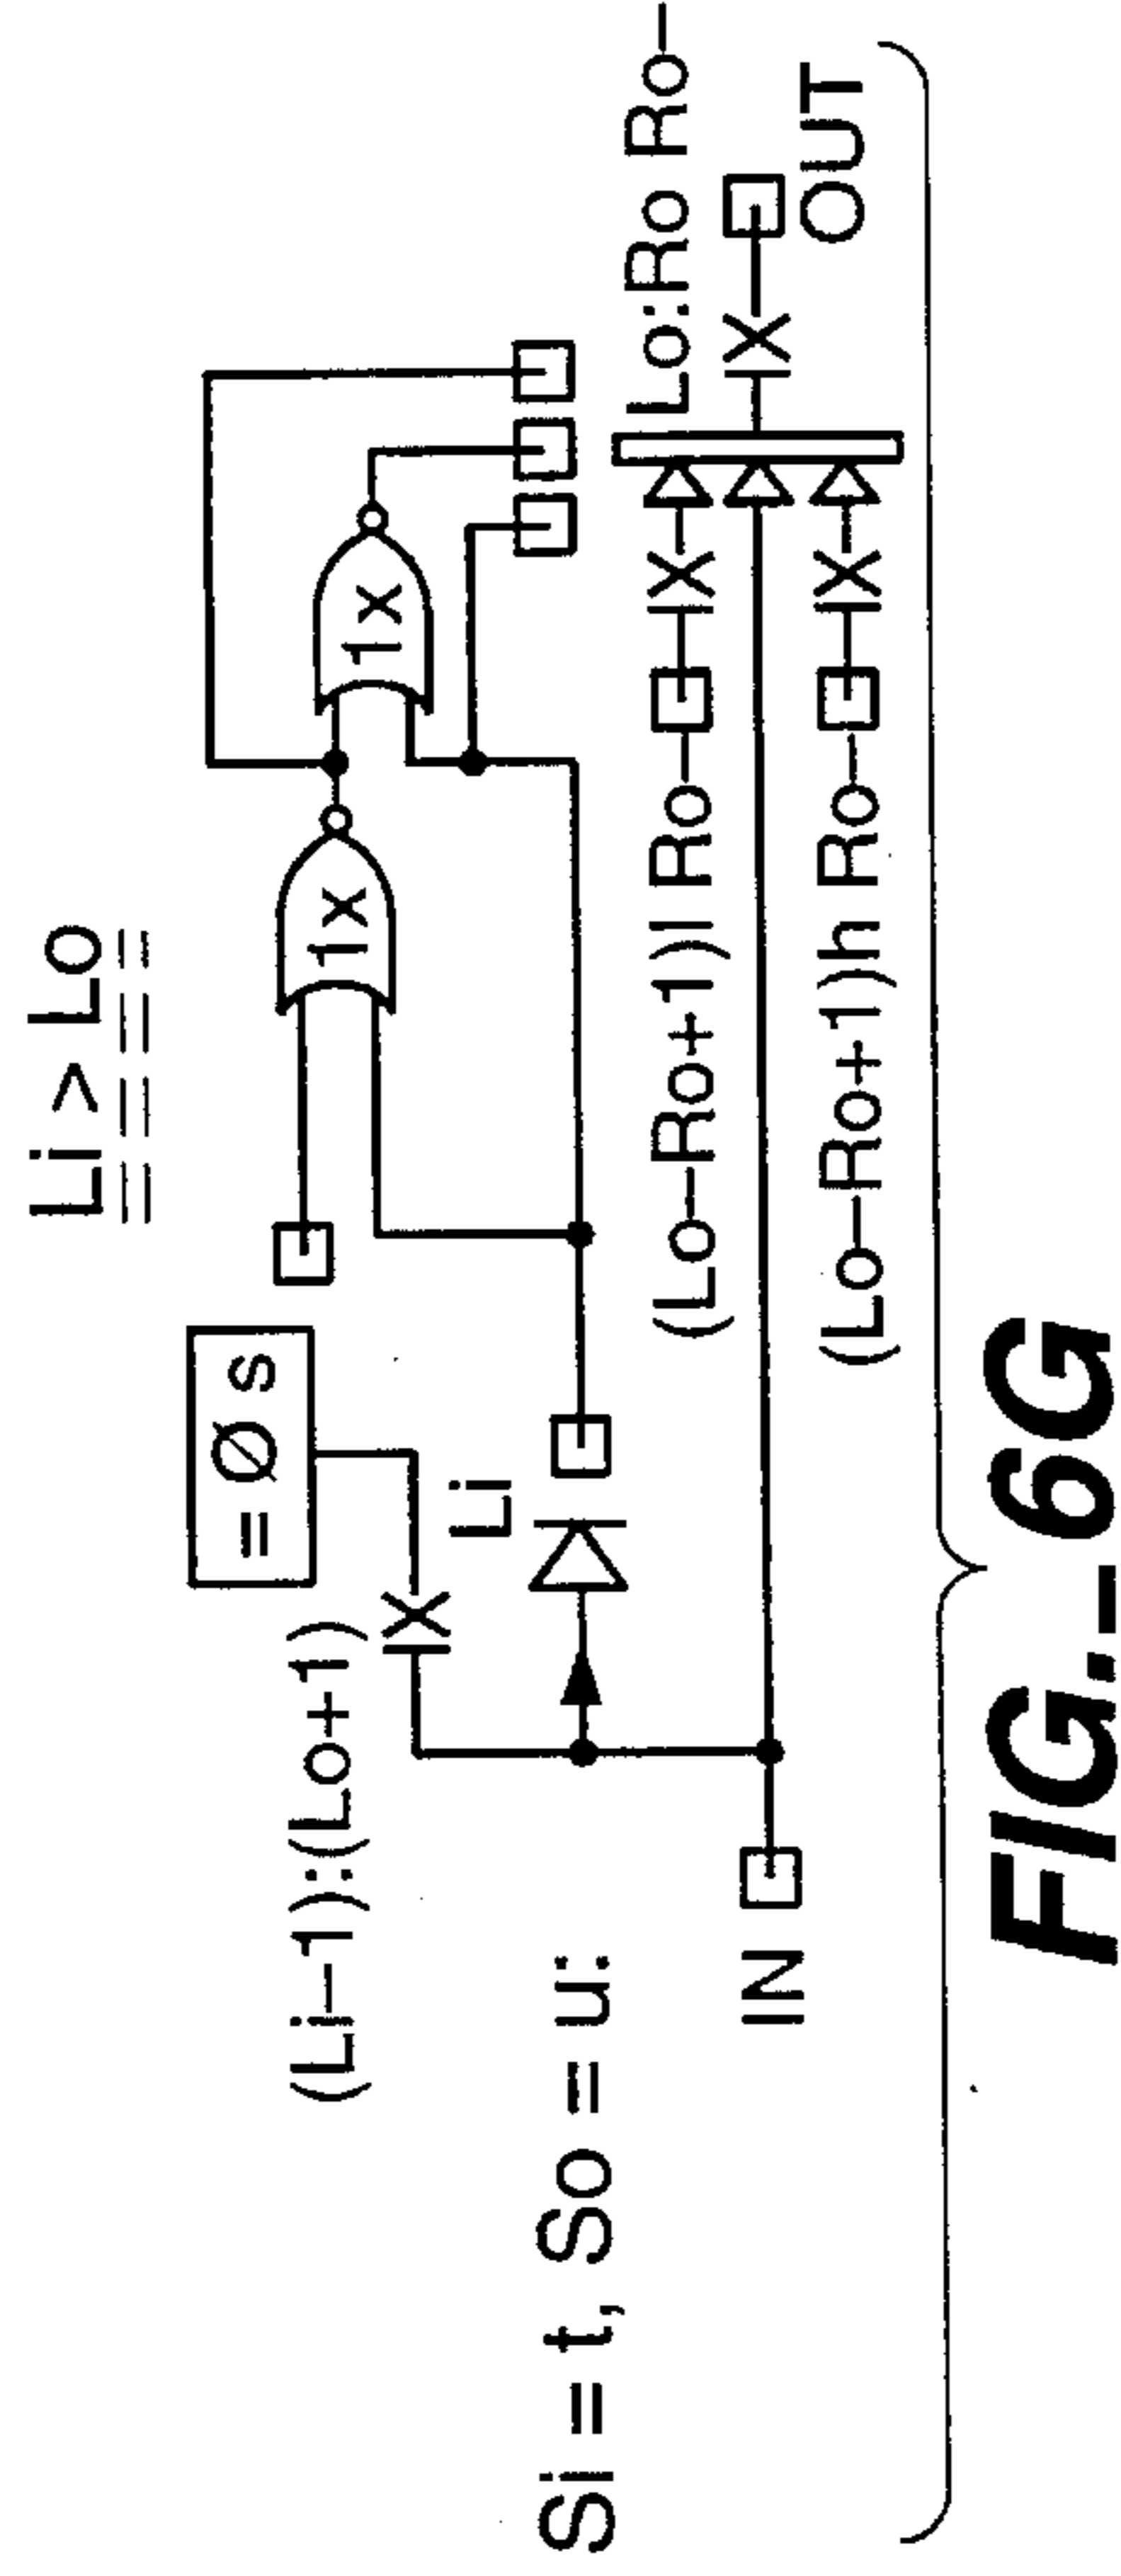 Li > Lo
== == == ==
(Li–1):(Lo+1)
= Ø s
1x
1x
Li
Si = t, So = u:
Lo:Ro Ro–
(Lo–Ro+1)l Ro–
IN
OUT
(Lo–Ro+1)h Ro–
FIG._6G